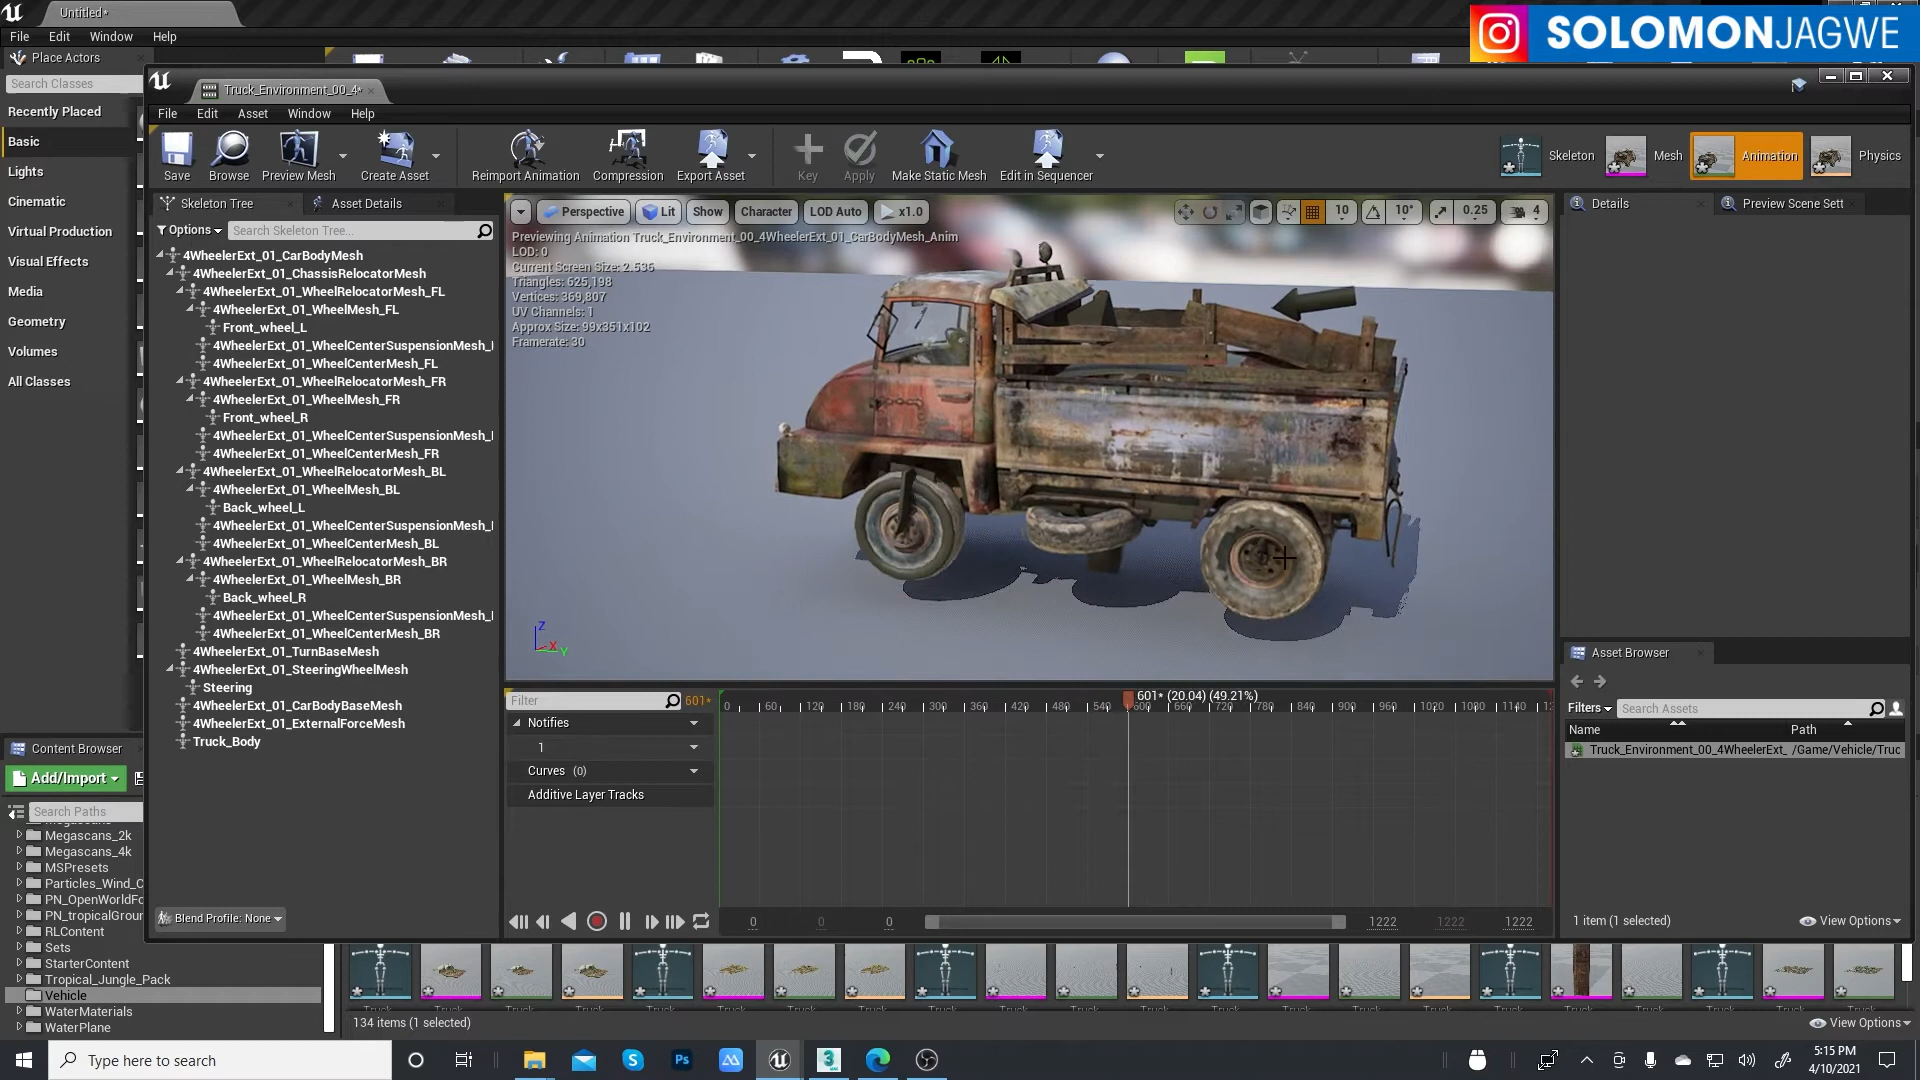 Untitled*
File Edit Window Help
SOLOMONJAGWE
Place Actors
Search Classes
Recently Placed
Basic
Lights
Cinematic
Virtual Production
Visual Effects
Media
Geometry
Volumes
All Classes
Truck_Environment_00_4*
File Edit Asset Window Help
Save Browse Preview Mesh Create Asset Reimport Animation Compression Export Asset Key Apply Make Static Mesh Edit in Sequencer
Skeleton Mesh Animation Physics
Skeleton Tree Asset Details
Options Search Skeleton Tree...
4WheelerExt_01_CarBodyMesh
4WheelerExt_01_ChassisRelocatorMesh
4WheelerExt_01_WheelRelocatorMesh_FL
4WheelerExt_01_WheelMesh_FL
Front_wheel_L
4WheelerExt_01_WheelCenterSuspensionMesh_
4WheelerExt_01_WheelCenterMesh_FL
4WheelerExt_01_WheelRelocatorMesh_FR
4WheelerExt_01_WheelMesh_FR
Front_wheel_R
4WheelerExt_01_WheelCenterSuspensionMesh_
4WheelerExt_01_WheelCenterMesh_FR
4WheelerExt_01_WheelRelocatorMesh_BL
4WheelerExt_01_WheelMesh_BL
Back_wheel_L
4WheelerExt_01_WheelCenterSuspensionMesh_
4WheelerExt_01_WheelCenterMesh_BL
4WheelerExt_01_WheelRelocatorMesh_BR
4WheelerExt_01_WheelMesh_BR
Back_wheel_R
4WheelerExt_01_WheelCenterSuspensionMesh_
4WheelerExt_01_WheelCenterMesh_BR
4WheelerExt_01_TurnBaseMesh
4WheelerExt_01_SteeringWheelMesh
Steering
4WheelerExt_01_CarBodyBaseMesh
4WheelerExt_01_ExternalForceMesh
Truck_Body
Blend Profile: None
Perspective Lit Show Character LOD Auto x1.0
10 10° 0.25 4
Previewing Animation Truck_Environment_00_4WheelerExt_01_CarBodyMesh_Anim
LOD: 0
Current Screen Size: 2.536
Triangles: 625,198
Vertices: 369,807
UV Channels: 1
Approx Size: 99x351x102
Framerate: 30
Z X Y
Filter 601*
601* (20.04) (49.21%)
0 60 120 180 240 300 360 420 480 540 600 660 720 780 840 900 960 1020 1080 1140
Notifies
1
Curves (0)
Additive Layer Tracks
0 0 0 1222 1222 1222
Details Preview Scene Sett
Asset Browser
Filters Search Assets
Name Path
Truck_Environment_00_4WheelerExt_ /Game/Vehicle/Truc
1 item (1 selected) View Options
Content Browser
Add/Import
Search Paths
Megascans_2k
Megascans_4k
MSPresets
Particles_Wind_C
PN_OpenWorldFo
PN_tropicalGrour
RLContent
Sets
StarterContent
Tropical_Jungle_Pack
Vehicle
WaterMaterials
WaterPlane
134 items (1 selected)
View Options
Type here to search
5:15 PM
4/10/2021